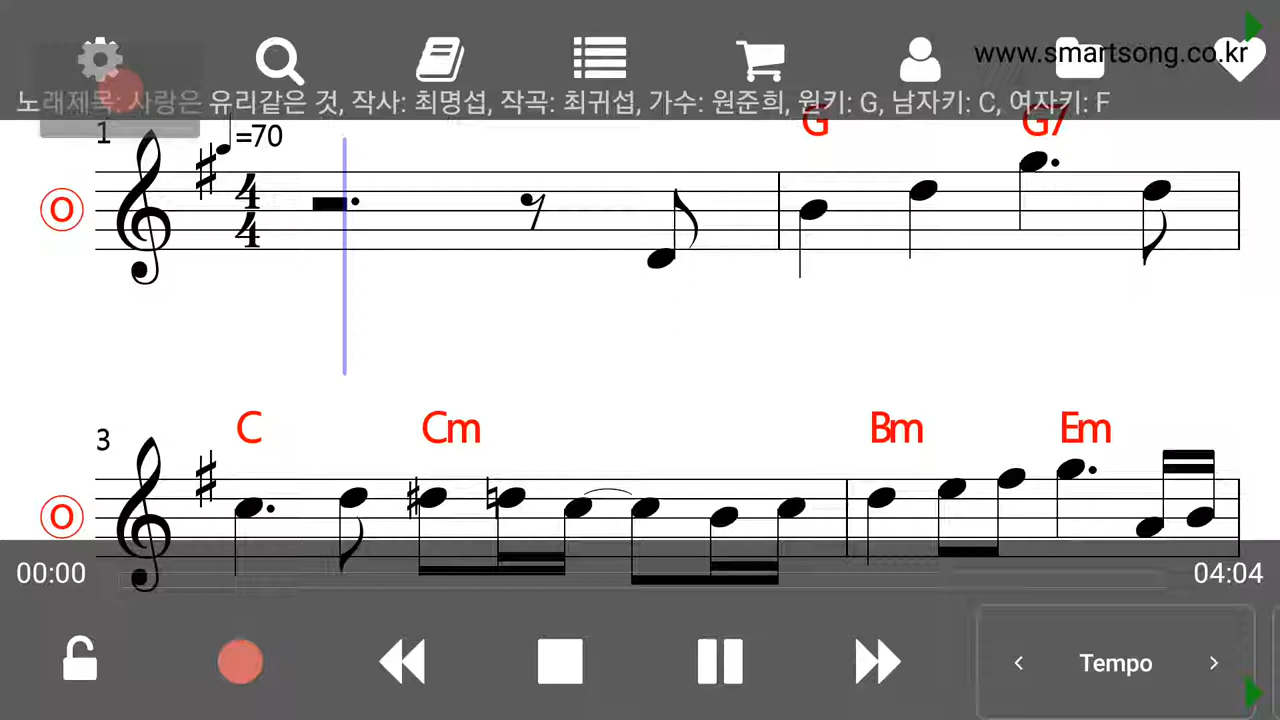 www.smartsong.co.kr
노래제목: 사랑은 유리같은 것, 작사: 최명섭, 작곡: 최귀섭, 가수: 원준희, 원키: G, 남자키: C, 여자키: F
1 =70 G G7
O 4 4
3 C Cm Bm Em
O
00:00 04:04
< Tempo >